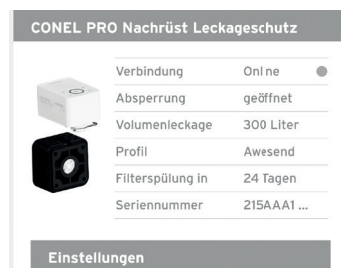 CONEL PRO Nachrüst Leckageschutz
Verbindung Online
Absperrung geöffnet
Volumenleckage 300 Liter
Profil Awesend
Filterspülung in 24 Tagen
Seriennummer 215AAA1 ...
Einstellungen